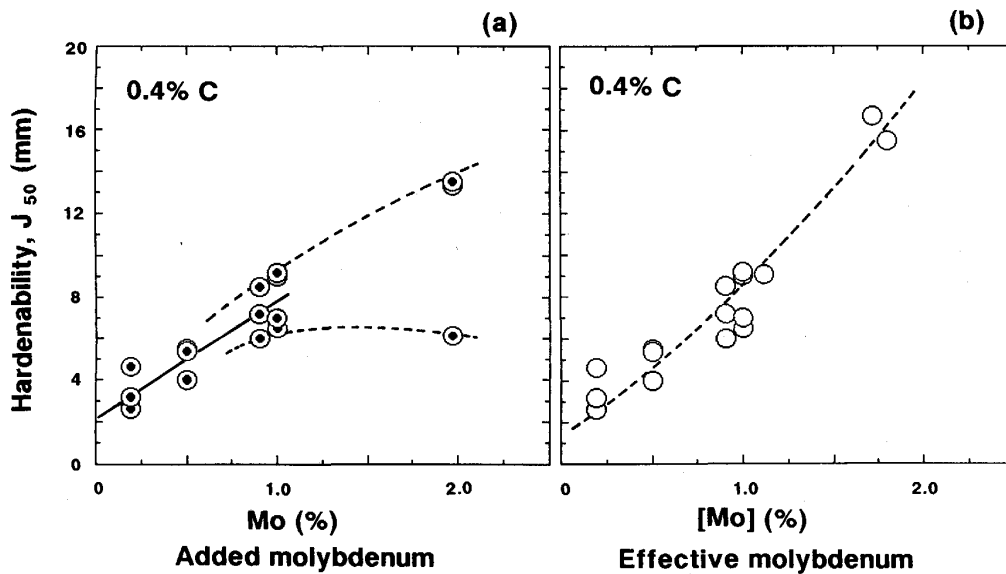 (a)
(b)
20
16
12
8
4
0
Hardenability, J 50 (mm)
0.4% C
0.4% C
0
1.0
2.0
0
1.0
2.0
Mo (%)
[Mo] (%)
Added molybdenum
Effective molybdenum